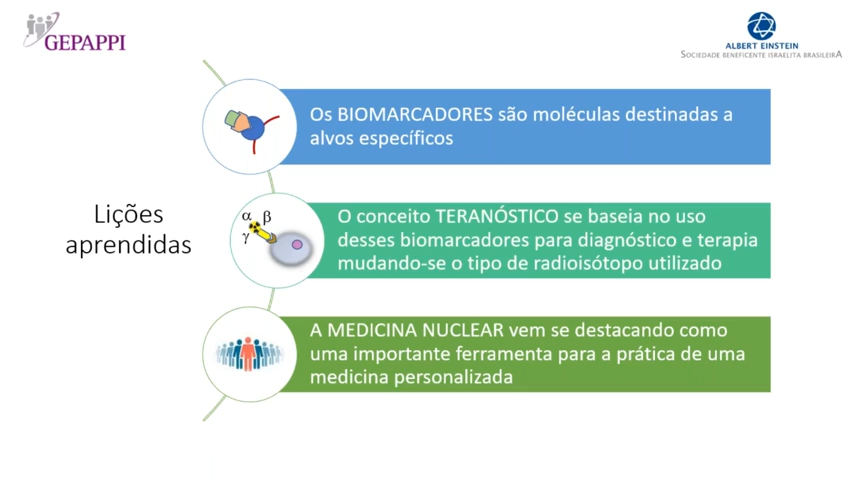 GEPAPPI
ALBERT EINSTEIN
SOCIEDADE BENEFICENTE ISRAELITA BRASILEIRA
Lições
aprendidas
Os BIOMARCADORES são moléculas destinadas a
alvos específicos
α β
γ
O conceito TERANÓSTICO se baseia no uso
desses biomarcadores para diagnóstico e terapia
mudando-se o tipo de radioisótopo utilizado
A MEDICINA NUCLEAR vem se destacando como
uma importante ferramenta para a prática de uma
medicina personalizada